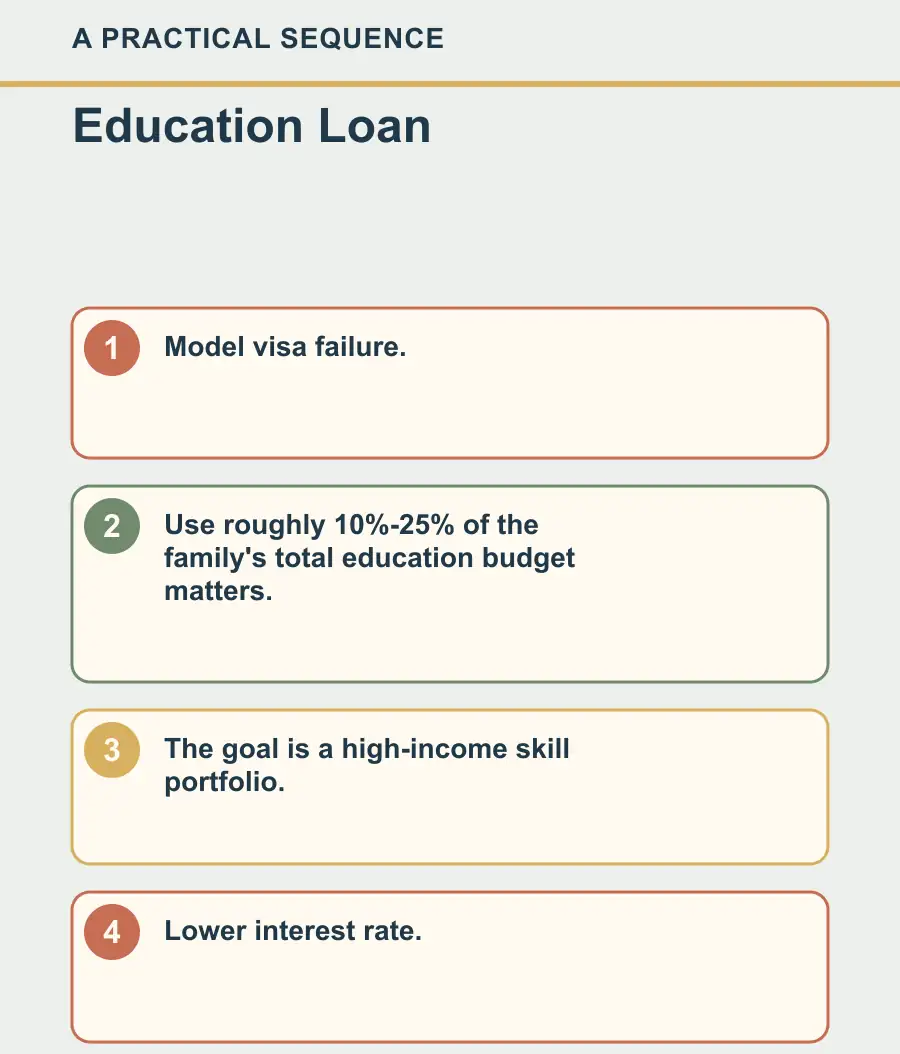 A PRACTICAL SEQUENCE
Education Loan
1
Model visa failure.
2
Use roughly 10%-25% of the
family's total education budget
matters.
3
The goal is a high-income skill
portfolio.
4
Lower interest rate.